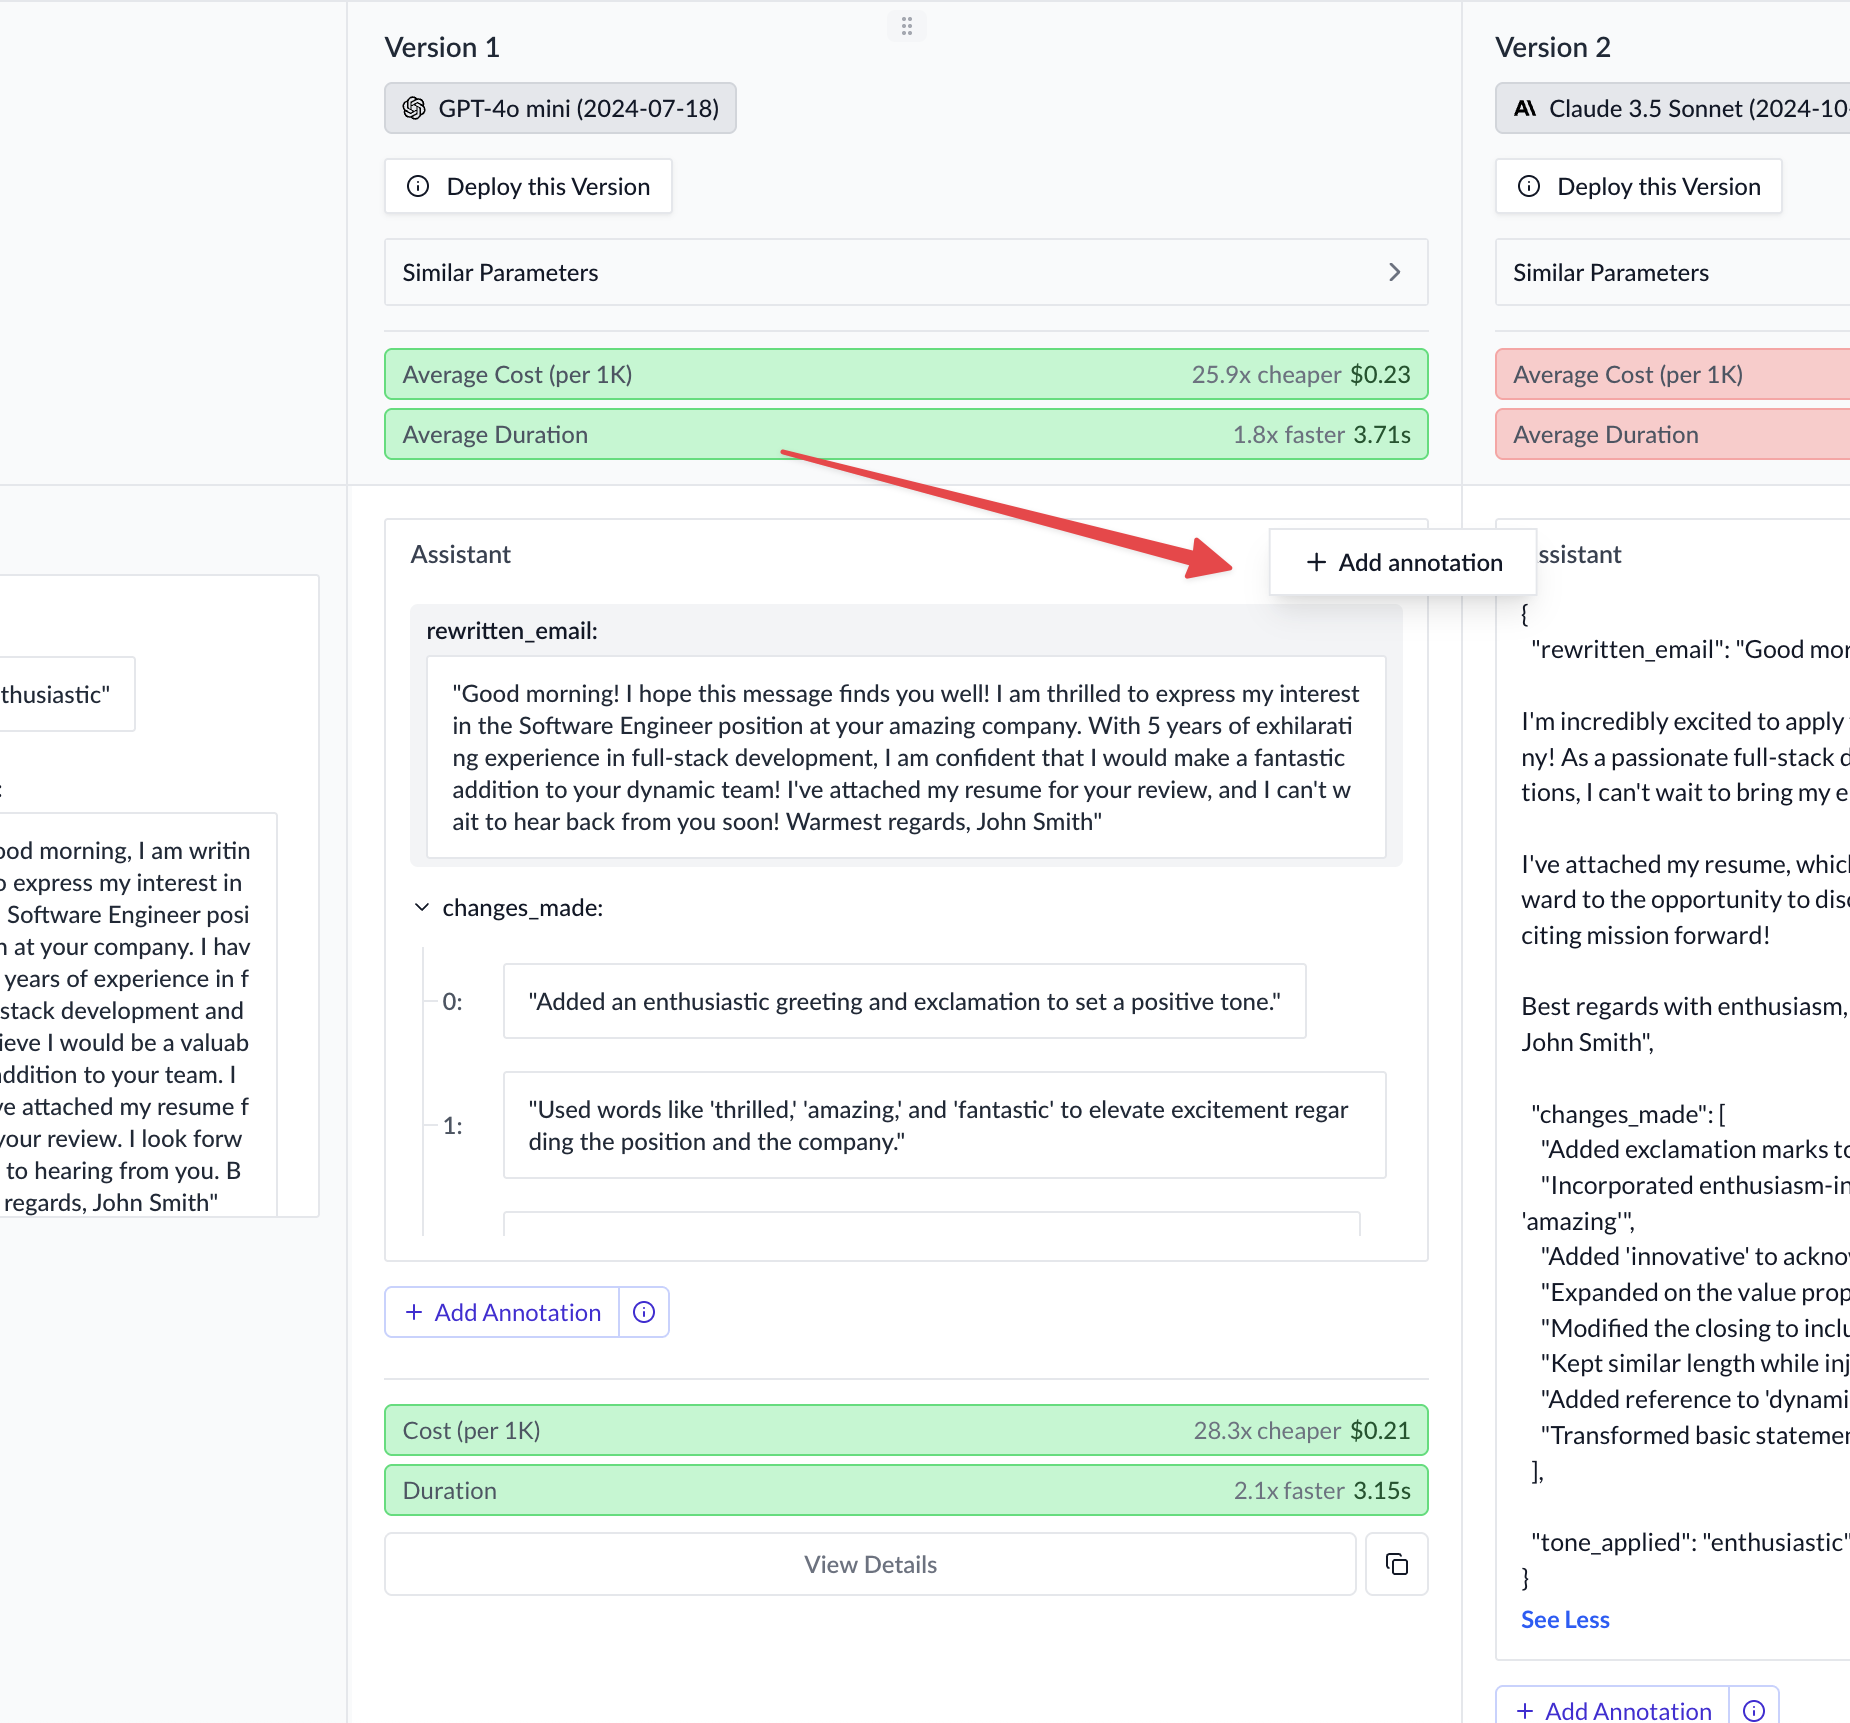 thusiastic"
:
ood morning, I am writin
o express my interest in
Software Engineer posi
n at your company. I hav
years of experience in f
stack development and
ieve I would be a valuab
addition to your team. I
ve attached my resume f
your review. I look forw
to hearing from you. B
regards, John Smith"
Version 1
GPT-4o mini (2024-07-18)
Deploy this Version
Similar Parameters
Average Cost (per 1K) 25.9x cheaper $0.23
Average Duration 1.8x faster 3.71s
Assistant
+ Add annotation
rewritten_email:
"Good morning! I hope this message finds you well! I am thrilled to express my interest
in the Software Engineer position at your amazing company. With 5 years of exhilarati
ng experience in full-stack development, I am confident that I would make a fantastic
addition to your dynamic team! I've attached my resume for your review, and I can't w
ait to hear back from you soon! Warmest regards, John Smith"
changes_made:
0: "Added an enthusiastic greeting and exclamation to set a positive tone."
1: "Used words like 'thrilled,' 'amazing,' and 'fantastic' to elevate excitement regar
ding the position and the company."
+ Add Annotation
Cost (per 1K) 28.3x cheaper $0.21
Duration 2.1x faster 3.15s
View Details
Version 2
Claude 3.5 Sonnet (2024-10-
Deploy this Version
Similar Parameters
Average Cost (per 1K)
Average Duration
ssistant
{
"rewritten_email": "Good mor
I'm incredibly excited to apply
ny! As a passionate full-stack d
tions, I can't wait to bring my e
I've attached my resume, whicl
ward to the opportunity to disc
citing mission forward!
Best regards with enthusiasm,
John Smith",
"changes_made": [
"Added exclamation marks to
"Incorporated enthusiasm-in
'amazing'",
"Added 'innovative' to acknow
"Expanded on the value prop
"Modified the closing to inclu
"Kept similar length while inj
"Added reference to 'dynami
"Transformed basic statemen
],
"tone_applied": "enthusiastic"
}
See Less
+ Add Annotation